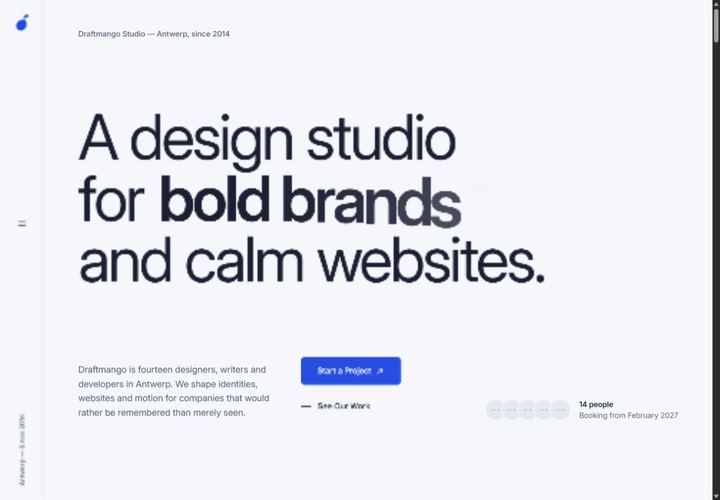 Draftmango Studio — Antwerp, since 2014
A design studio
for bold brands
and calm websites.
Draftmango is fourteen designers, writers and
developers in Antwerp. We shape identities,
websites and motion for companies that would
rather be remembered than merely seen.
Start a Project ↗
— See Our Work
14 people
Booking from February 2027
Antwerp — Since